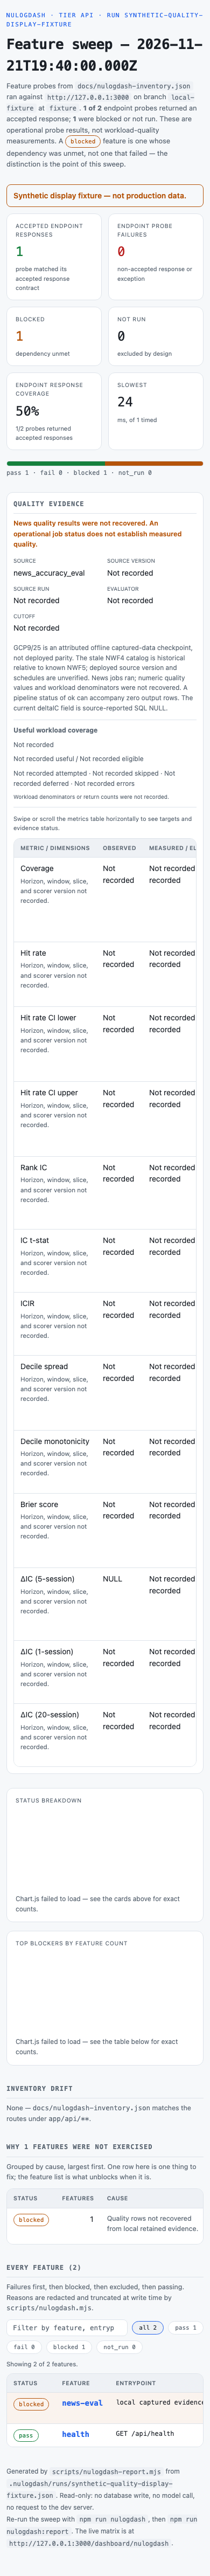 NULOGDASH · TIER API · RUN SYNTHETIC-QUALITY-
DISPLAY-FIXTURE
Feature sweep — 2026-11-
21T19:40:00.000Z
Feature probes from docs/nulogdash-inventory.json
ran against http://127.0.0.1:3000 on branch local-
fixture at fixture. 1 of 2 endpoint probes returned an
accepted response; 1 were blocked or not run. These are
operational probe results, not workload-quality
measurements. A blocked feature is one whose
dependency was unmet, not one that failed — the
distinction is the point of this sweep.
Synthetic display fixture — not production data.
ACCEPTED ENDPOINT
RESPONSES
1
probe matched its
accepted response
contract
ENDPOINT PROBE
FAILURES
0
non-accepted response or
exception
BLOCKED
1
dependency unmet
NOT RUN
0
excluded by design
ENDPOINT RESPONSE
COVERAGE
50%
1/2 probes returned
accepted responses
SLOWEST
24
ms, of 1 timed
pass 1 · fail 0 · blocked 1 · not_run 0
QUALITY EVIDENCE
News quality results were not recovered. An
operational job status does not establish measured
quality.
SOURCE
news_accuracy_eval
SOURCE VERSION
Not recorded
SOURCE RUN
Not recorded
EVALUATOR
Not recorded
CUTOFF
Not recorded
GCP9/25 is an attributed offline captured-data checkpoint,
not deployed parity. The stale NWF4 catalog is historical
relative to known NWF5; deployed source version and
schedules are unverified. News jobs ran; numeric quality
values and workload denominators were not recovered. A
pipeline status of ok can accompany zero output rows. The
current deltaIC field is source-reported SQL NULL.
Useful workload coverage
Not recorded
Not recorded useful / Not recorded eligible
Not recorded attempted · Not recorded skipped · Not
recorded deferred · Not recorded errors
Workload denominators or return counts were not recorded.
Swipe or scroll the metrics table horizontally to see targets and
evidence status.
METRIC / DIMENSIONS OBSERVED MEASURED / EL
Coverage Not Not recorded
recorded recorded
Horizon, window, slice,
and scorer version not
recorded.
Hit rate Not Not recorded
recorded recorded
Horizon, window, slice,
and scorer version not
recorded.
Hit rate CI lower Not Not recorded
recorded recorded
Horizon, window, slice,
and scorer version not
recorded.
Hit rate CI upper Not Not recorded
recorded recorded
Horizon, window, slice,
and scorer version not
recorded.
Rank IC Not Not recorded
recorded recorded
Horizon, window, slice,
and scorer version not
recorded.
IC t-stat Not Not recorded
recorded recorded
Horizon, window, slice,
and scorer version not
recorded.
ICIR Not Not recorded
recorded recorded
Horizon, window, slice,
and scorer version not
recorded.
Decile spread Not Not recorded
recorded recorded
Horizon, window, slice,
and scorer version not
recorded.
Decile monotonicity Not Not recorded
recorded recorded
Horizon, window, slice,
and scorer version not
recorded.
Brier score Not Not recorded
recorded recorded
Horizon, window, slice,
and scorer version not
recorded.
ΔIC (5-session) NULL Not recorded
recorded
Horizon, window, slice,
and scorer version not
recorded.
ΔIC (1-session) Not Not recorded
recorded recorded
Horizon, window, slice,
and scorer version not
recorded.
ΔIC (20-session) Not Not recorded
recorded recorded
Horizon, window, slice,
and scorer version not
recorded.
STATUS BREAKDOWN
Chart.js failed to load — see the cards above for exact
counts.
TOP BLOCKERS BY FEATURE COUNT
Chart.js failed to load — see the table below for exact
counts.
INVENTORY DRIFT
None — docs/nulogdash-inventory.json matches the
routes under app/api/**.
WHY 1 FEATURES WERE NOT EXERCISED
Grouped by cause, largest first. One row here is one thing to
fix; the feature list is what unblocks when it is.
STATUS FEATURES CAUSE
blocked 1 Quality rows not recovered
from local retained evidence.
EVERY FEATURE (2)
Failures first, then blocked, then excluded, then passing.
Reasons are redacted and truncated at write time by
scripts/nulogdash.mjs.
Filter by feature, entryp all 2 pass 1
fail 0 blocked 1 not_run 0
Showing 2 of 2 features.
STATUS FEATURE ENTRYPOINT
blocked news-eval local captured evidence
pass health GET /api/health
Generated by scripts/nulogdash-report.mjs from
.nulogdash/runs/synthetic-quality-display-
fixture.json. Read-only: no database write, no model call,
no request to the dev server.
Re-run the sweep with npm run nulogdash, then npm run
nulogdash:report. The live matrix is at
http://127.0.0.1:3000/dashboard/nulogdash.